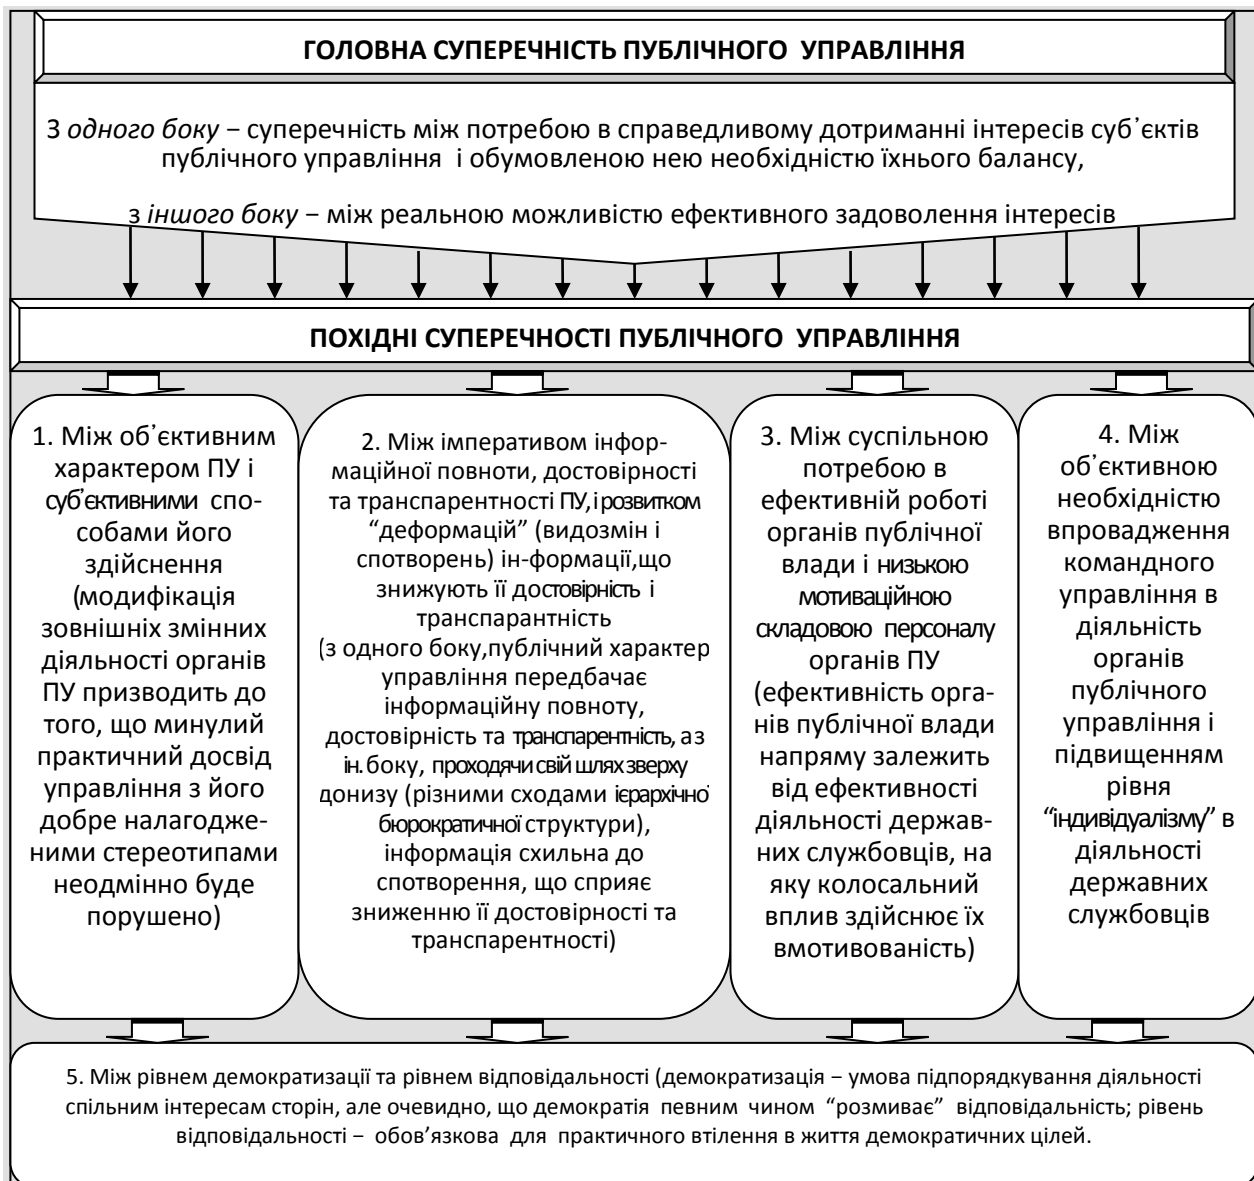 ГОЛОВНА СУПЕРЕЧНІСТЬ ПУБЛІЧНОГО УПРАВЛІННЯ
З одного боку – суперечність між потребою в справедливому дотриманні інтересів суб’єктів
публічного управління і обумовленою нею необхідністю їхнього балансу,
з іншого боку – між реальною можливістю ефективного задоволення інтересів
ПОХІДНІ СУПЕРЕЧНОСТІ ПУБЛІЧНОГО УПРАВЛІННЯ
1. Між об’єктивним
характером ПУ і
суб’єктивними спо-
собами його
здійснення
(модифікація
зовнішніх змінних
діяльності органів
ПУ призводить до
того, що минулий
практичний досвід
управління з його
добре налагодже-
ними стереотипами
неодмінно буде
порушено)
2. Між імперативом інфор-
маційної повноти, достовірності
та транспарентності ПУ, і розвитком
“деформацій” (видозмін і
спотворень) ін-формації,що
знижують її достовірність і
транспарантність
(з одного боку,публічний характер
управління передбачає
інформаційну повноту,
достовірність та транспарентність, а з
ін. боку, проходячи свій шлях зверху
донизу (різними сходами ієрархічної
бюрократичної структури),
інформація схильна до
спотворення, що сприяє
зниженню її достовірності та
транспарентності)
3. Між суспільною
потребою в
ефективній роботі
органів публічної
влади і низькою
мотиваційною
складовою персоналу
органів ПУ
(ефективність орга-
нів публічної влади
напряму залежить
від ефективності
діяльності держав-
них службовців, на
яку колосальний
вплив здійснює їх
вмотивованість)
4. Між
об’єктивною
необхідністю
впровадження
командного
управління в
діяльність
органів
публічного
управління і
підвищенням
рівня
“індивідуалізму” в
діяльності
державних
службовців
5. Між рівнем демократизації та рівнем відповідальності (демократизація – умова підпорядкування діяльності
спільним інтересам сторін, але очевидно, що демократія певним чином “розмиває” відповідальність; рівень
відповідальності – обов’язкова для практичного втілення в життя демократичних цілей.